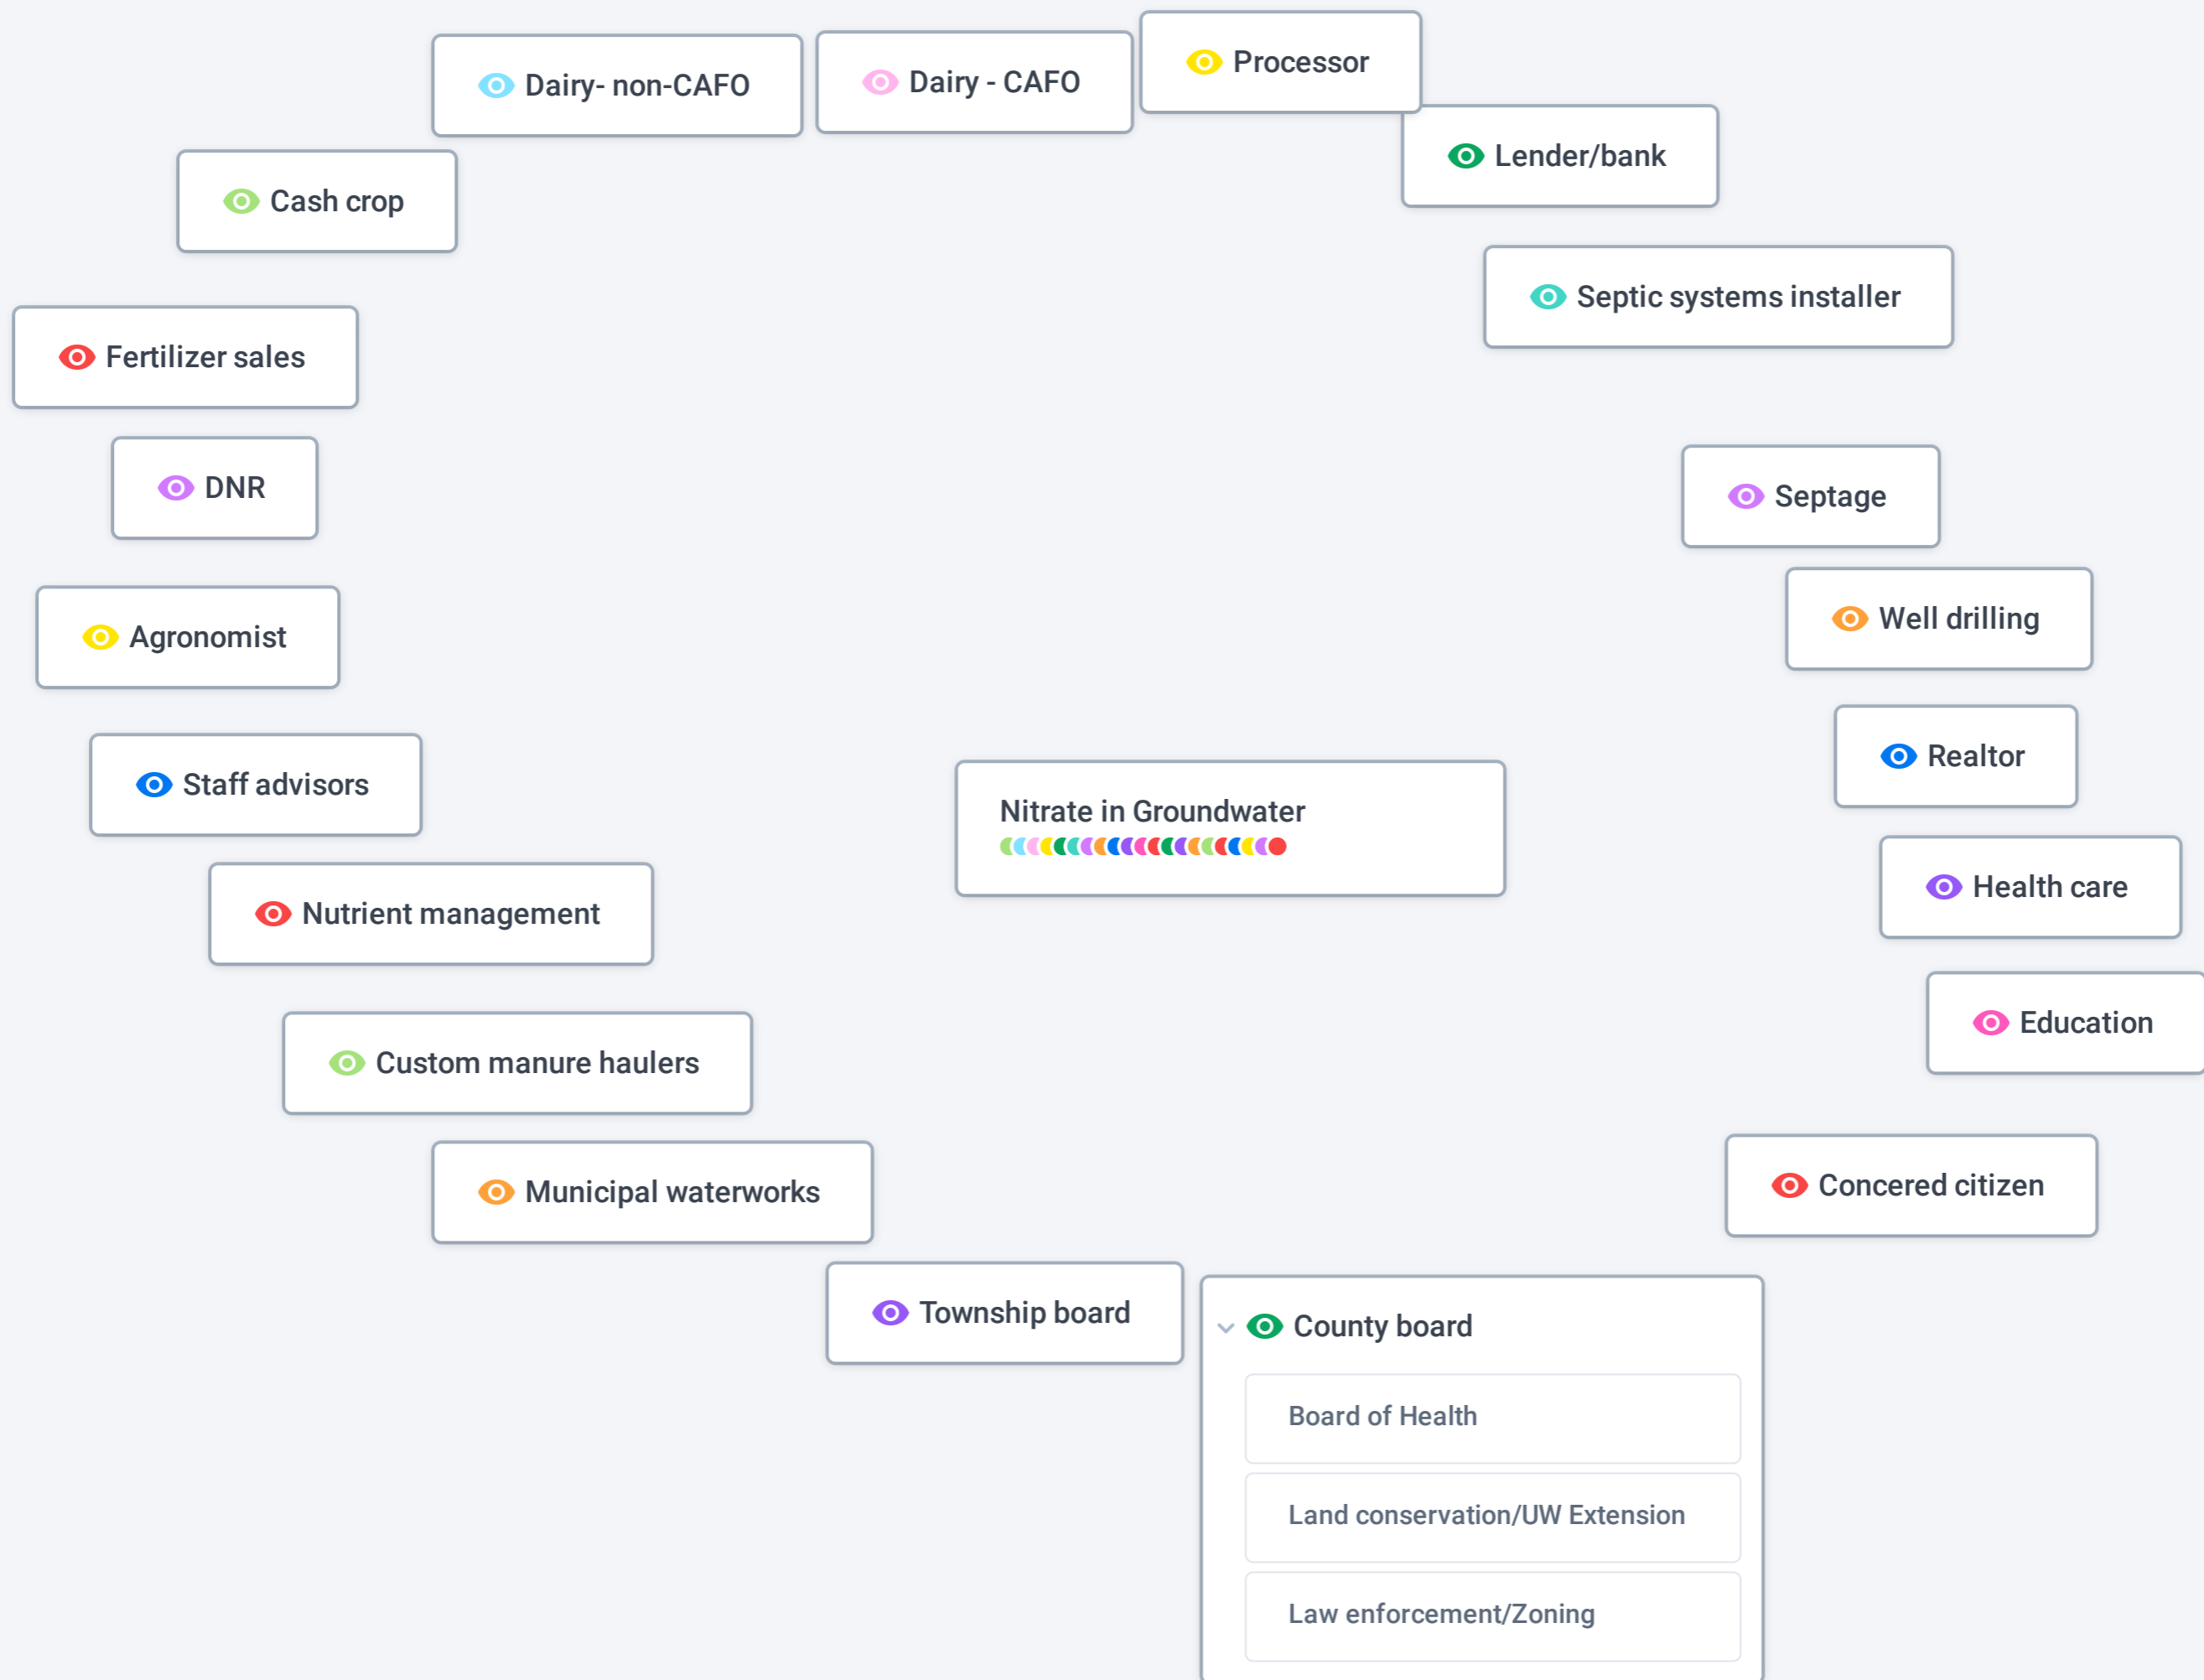 Processor
Dairy- non-CAFO
Dairy - CAFO
Lender/bank
Cash crop
Septic systems installer
Fertilizer sales
DNR
Septage
Agronomist
Well drilling
Staff advisors
Realtor
Nitrate in Groundwater
Nutrient management
Health care
Custom manure haulers
Education
Municipal waterworks
Concered citizen
Township board
County board
Board of Health
Land conservation/UW Extension
Law enforcement/Zoning